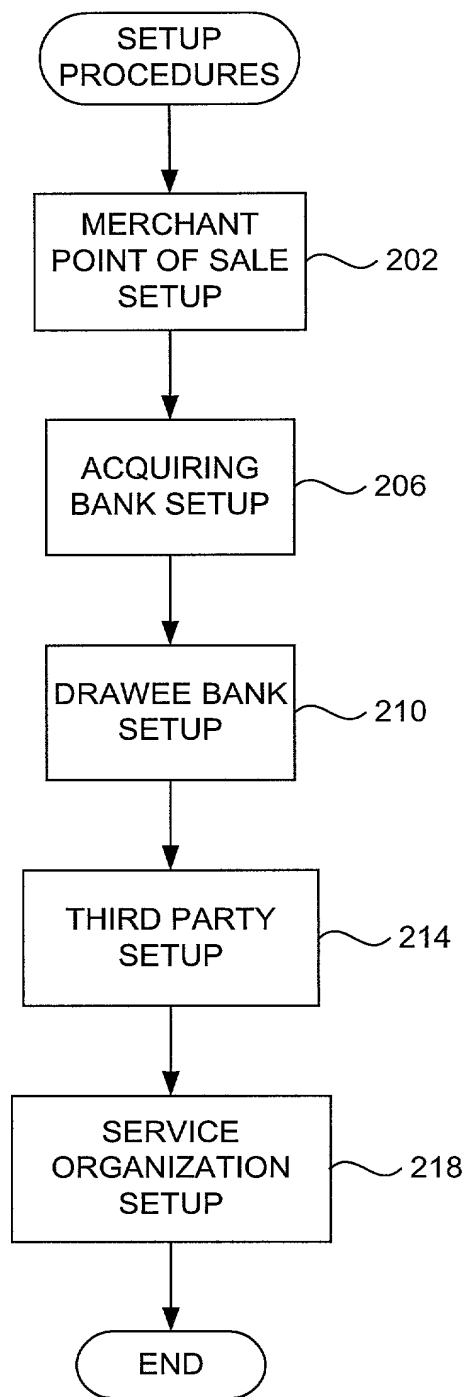 SETUP
PROCEDURES
MERCHANT
POINT OF SALE
SETUP
202
ACQUIRING
BANK SETUP
206
DRAWEE BANK
SETUP
210
THIRD PARTY
SETUP
214
SERVICE
ORGANIZATION
SETUP
218
END